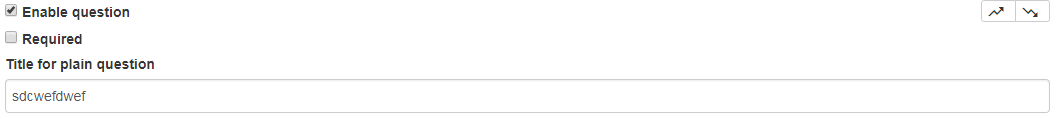 Enable question
Required
Title for plain question
sdcwefdwef